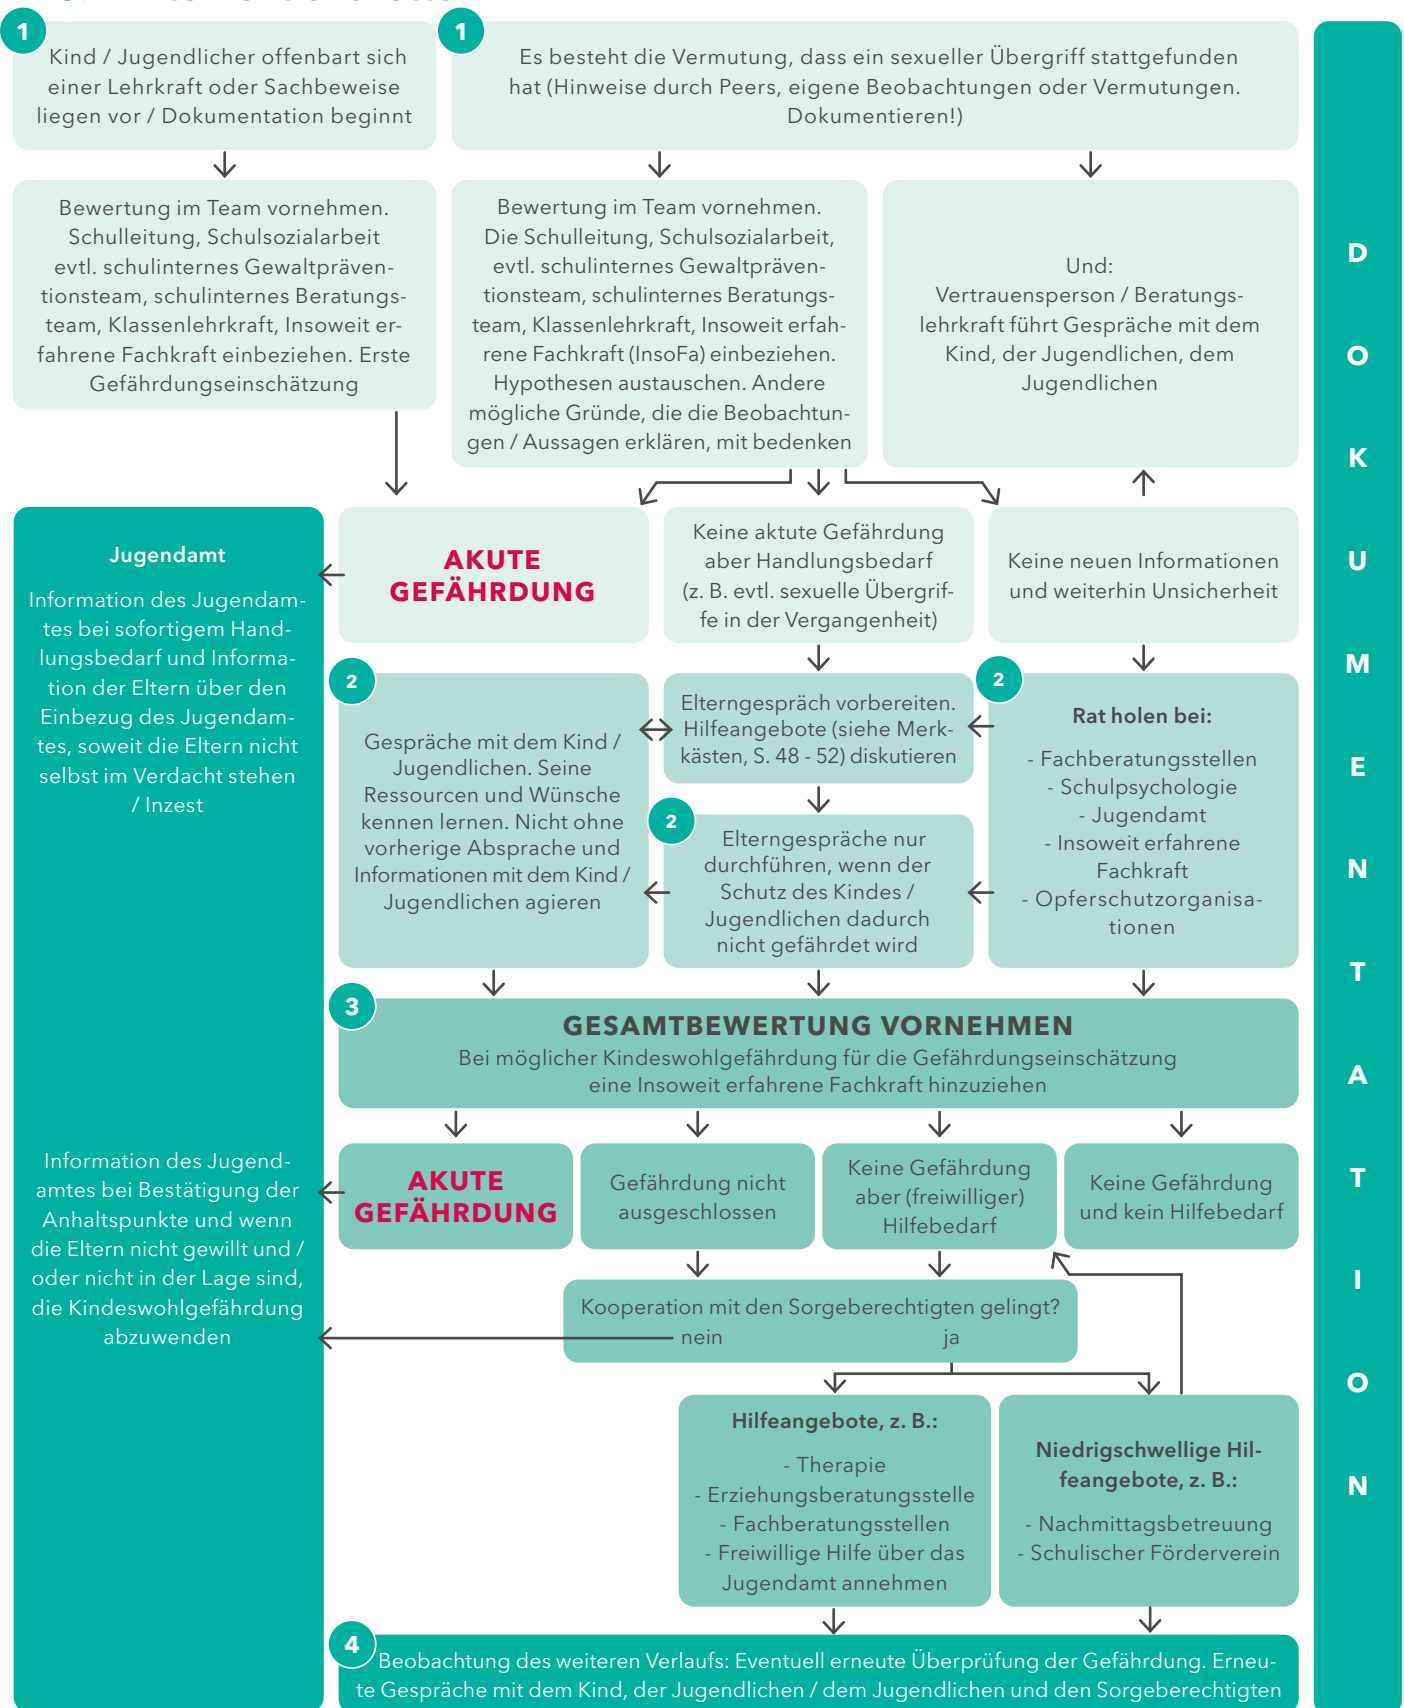 1
Kind / Jugendlicher offenbart sich
einer Lehrkraft oder Sachbeweise
liegen vor / Dokumentation beginnt
1
Es besteht die Vermutung, dass ein sexueller Übergriff stattgefunden
hat (Hinweise durch Peers, eigene Beobachtungen oder Vermutungen.
Dokumentieren!)
Bewertung im Team vornehmen.
Schulleitung, Schulsozialarbeit
evtl. schulinternes Gewaltpräven-
tionsteam, schulinternes Beratungs-
team, Klassenlehrkraft, Insoweit er-
fahrene Fachkraft einbeziehen. Erste
Gefährdungseinschätzung
Bewertung im Team vornehmen.
Die Schulleitung, Schulsozialarbeit,
evtl. schulinternes Gewaltpräven-
tionsteam, schulinternes Beratungs-
team, Klassenlehrkraft, Insoweit erfah-
rene Fachkraft (InsoFa) einbeziehen.
Hypothesen austauschen. Andere
mögliche Gründe, die die Beobachtun-
gen / Aussagen erklären, mit bedenken
Und:
Vertrauensperson / Beratungs-
lehrkraft führt Gespräche mit dem
Kind, der Jugendlichen, dem
Jugendlichen
Jugendamt
Information des Jugendam-
tes bei sofortigem Hand-
lungsbedarf und Informa-
tion der Eltern über den
Einbezug des Jugendam-
tes, soweit die Eltern nicht
selbst im Verdacht stehen
/ Inzest
AKUTE
GEFÄHRDUNG
Keine aktute Gefährdung
aber Handlungsbedarf
(z. B. evtl. sexuelle Übergrif-
fe in der Vergangenheit)
Keine neuen Informationen
und weiterhin Unsicherheit
2
Gespräche mit dem Kind /
Jugendlichen. Seine
Ressourcen und Wünsche
kennen lernen. Nicht ohne
vorherige Absprache und
Informationen mit dem Kind /
Jugendlichen agieren
Elterngespräch vorbereiten.
Hilfeangebote (siehe Merk-
kästen, S. 48 - 52) diskutieren
2
Elterngespräche nur
durchführen, wenn der
Schutz des Kindes /
Jugendlichen dadurch
nicht gefährdet wird
2
Rat holen bei:
- Fachberatungsstellen
- Schulpsychologie
- Jugendamt
- Insoweit erfahrene
Fachkraft
- Opferschutzorganisa-
tionen
3
GESAMTBEWERTUNG VORNEHMEN
Bei möglicher Kindeswohlgefährdung für die Gefährdungseinschätzung
eine Insoweit erfahrene Fachkraft hinzuziehen
Information des Jugend-
amtes bei Bestätigung der
Anhaltspunkte und wenn
die Eltern nicht gewillt und /
oder nicht in der Lage sind,
die Kindeswohlgefährdung
abzuwenden
AKUTE
GEFÄHRDUNG
Gefährdung nicht
ausgeschlossen
Keine Gefährdung
aber (freiwilliger)
Hilfebedarf
Keine Gefährdung
und kein Hilfebedarf
Kooperation mit den Sorgeberechtigten gelingt?
nein ja
Hilfeangebote, z. B.:
- Therapie
- Erziehungsberatungsstelle
- Fachberatungsstellen
- Freiwillige Hilfe über das
Jugendamt annehmen
Niedrigschwellige Hil-
feangebote, z. B.:
- Nachmittagsbetreuung
- Schulischer Förderverein
4
Beobachtung des weiteren Verlaufs: Eventuell erneute Überprüfung der Gefährdung. Erneu-
te Gespräche mit dem Kind, der Jugendlichen / dem Jugendlichen und den Sorgeberechtigten
D
O
K
U
M
E
N
T
A
T
I
O
N